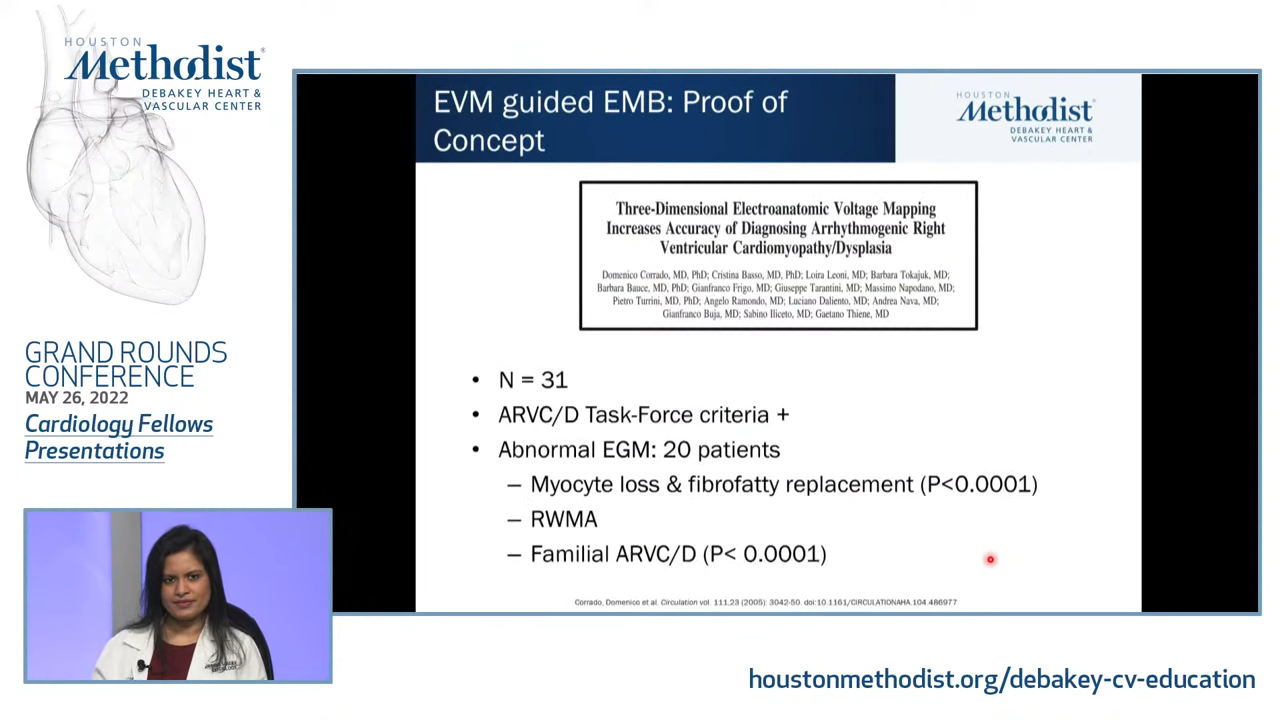 HOUSTON
Methodist®
DEBAKEY HEART &
VASCULAR CENTER
GRAND ROUNDS
CONFERENCE
MAY 26, 2022
Cardiology Fellows
Presentations
EVM guided EMB: Proof of
Concept
HOUSTON
Methodist®
DEBAKEY HEART &
VASCULAR CENTER
Three-Dimensional Electroanatomic Voltage Mapping
Increases Accuracy of Diagnosing Arrhythmogenic Right
Ventricular Cardiomyopathy/Dysplasia
Domenico Corrado, MD, PhD; Cristina Basso, MD, PhD; Loira Leoni, MD; Barbara Tokajuk, MD;
Barbara Bauce, MD, PhD; Gianfranco Frigo, MD; Giuseppe Tarantini, MD; Massimo Napodano, MD;
Pietro Turrini, MD, PhD; Angelo Ramondo, MD; Luciano Daliento, MD; Andrea Nava, MD;
Gianfranco Buja, MD; Sabino Iliceto, MD; Gaetano Thiene, MD
• N = 31
• ARVC/D Task-Force criteria +
• Abnormal EGM: 20 patients
– Myocyte loss & fibrofatty replacement (P<0.0001)
– RWMA
– Familial ARVC/D (P< 0.0001)
Corrado, Domenico et al. Circulation vol. 111,23 (2005): 3042-50. doi:10.1161/CIRCULATIONAHA.104.486977
houstonmethodist.org/debakey-cv-education